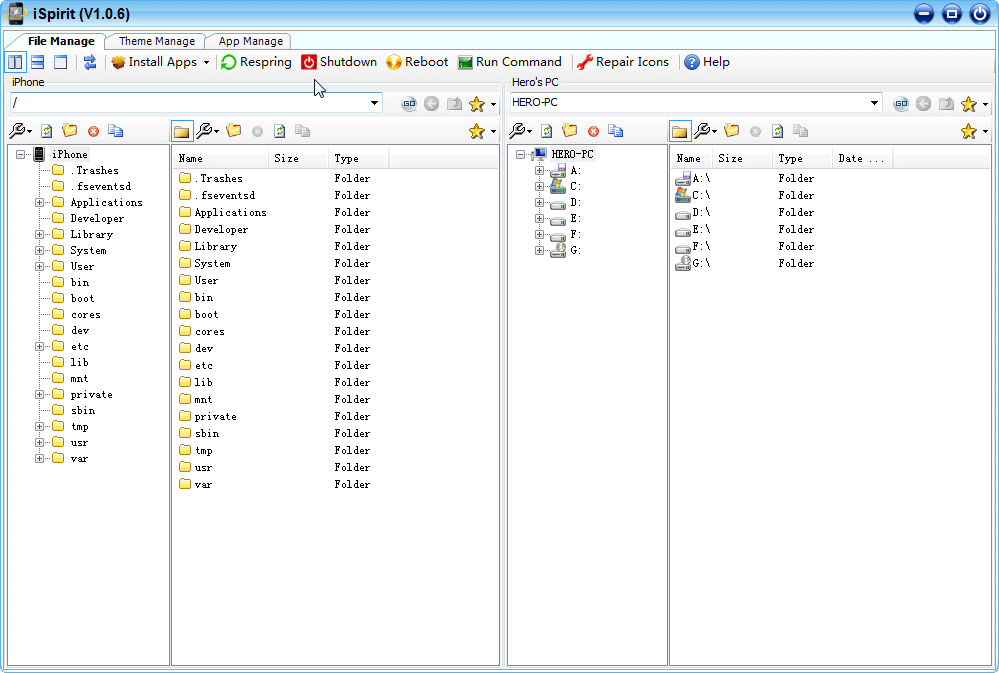 iSpirit (V1.0.6)
File Manage Theme Manage App Manage
Install Apps Respring Shutdown Reboot Run Command Repair Icons Help
iPhone
/
GO
iPhone
.Trashes
.fseventsd
Applications
Developer
Library
System
User
bin
boot
cores
dev
etc
lib
mnt
private
sbin
tmp
usr
var
Name Size Type
.Trashes Folder
.fseventsd Folder
Applications Folder
Developer Folder
Library Folder
System Folder
User Folder
bin Folder
boot Folder
cores Folder
dev Folder
etc Folder
lib Folder
mnt Folder
private Folder
sbin Folder
tmp Folder
usr Folder
var Folder
Hero's PC
HERO-PC
GO
HERO-PC
A:
C:
D:
E:
F:
G:
Name Size Type Date ...
A:\ Folder
C:\ Folder
D:\ Folder
E:\ Folder
F:\ Folder
G:\ Folder